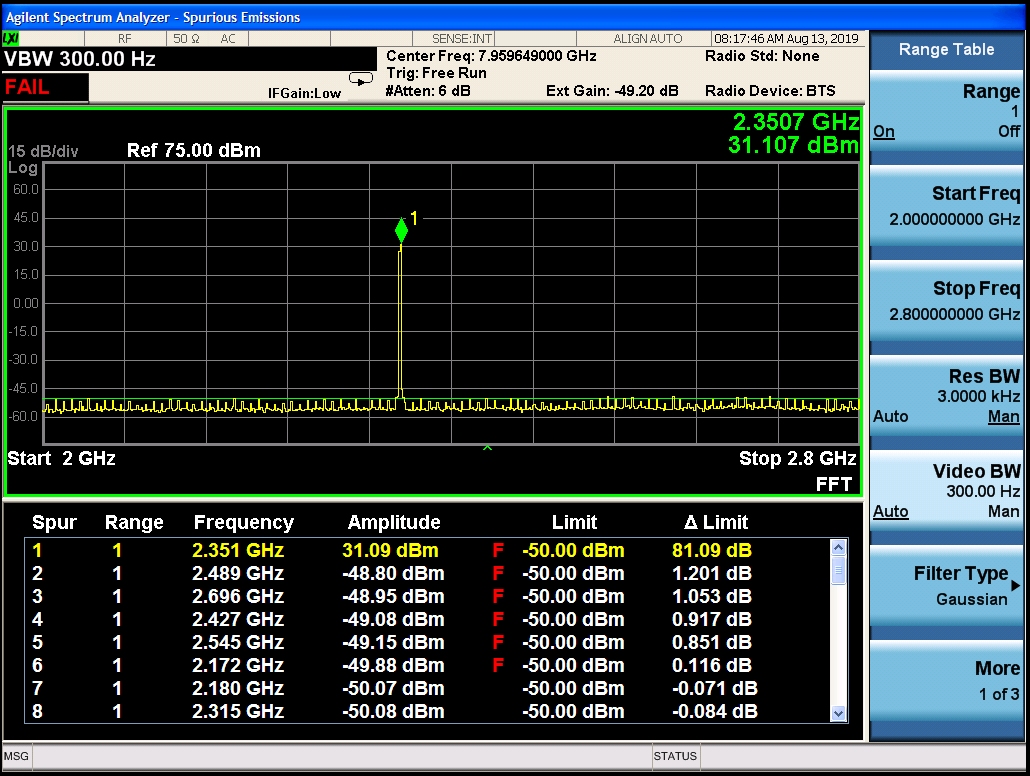 Agilent Spectrum Analyzer - Spurious Emissions
LXI RF 50 Ω AC SENSE:INT ALIGN AUTO 08:17:46 AM Aug 13, 2019
VBW 300.00 Hz
Center Freq: 7.959649000 GHz Radio Std: None
Trig: Free Run
FAIL
IFGain:Low #Atten: 6 dB Ext Gain: -49.20 dB Radio Device: BTS
2.3507 GHz
31.107 dBm
15 dB/div Ref 75.00 dBm
Log
1
60.0
45.0
30.0
15.0
0.00
-15.0
-30.0
-45.0
-60.0
Start 2 GHz Stop 2.8 GHz
FFT
Spur Range Frequency Amplitude Limit Δ Limit
1 1 2.351 GHz 31.09 dBm F -50.00 dBm 81.09 dB
2 1 2.489 GHz -48.80 dBm F -50.00 dBm 1.201 dB
3 1 2.696 GHz -48.95 dBm F -50.00 dBm 1.053 dB
4 1 2.427 GHz -49.08 dBm F -50.00 dBm 0.917 dB
5 1 2.545 GHz -49.15 dBm F -50.00 dBm 0.851 dB
6 1 2.172 GHz -49.88 dBm F -50.00 dBm 0.116 dB
7 1 2.180 GHz -50.07 dBm -50.00 dBm -0.071 dB
8 1 2.315 GHz -50.08 dBm -50.00 dBm -0.084 dB
MSG STATUS
Range Table
Range
1
On Off
Start Freq
2.000000000 GHz
Stop Freq
2.800000000 GHz
Res BW
3.0000 kHz
Auto Man
Video BW
300.00 Hz
Auto Man
Filter Type
Gaussian
More
1 of 3